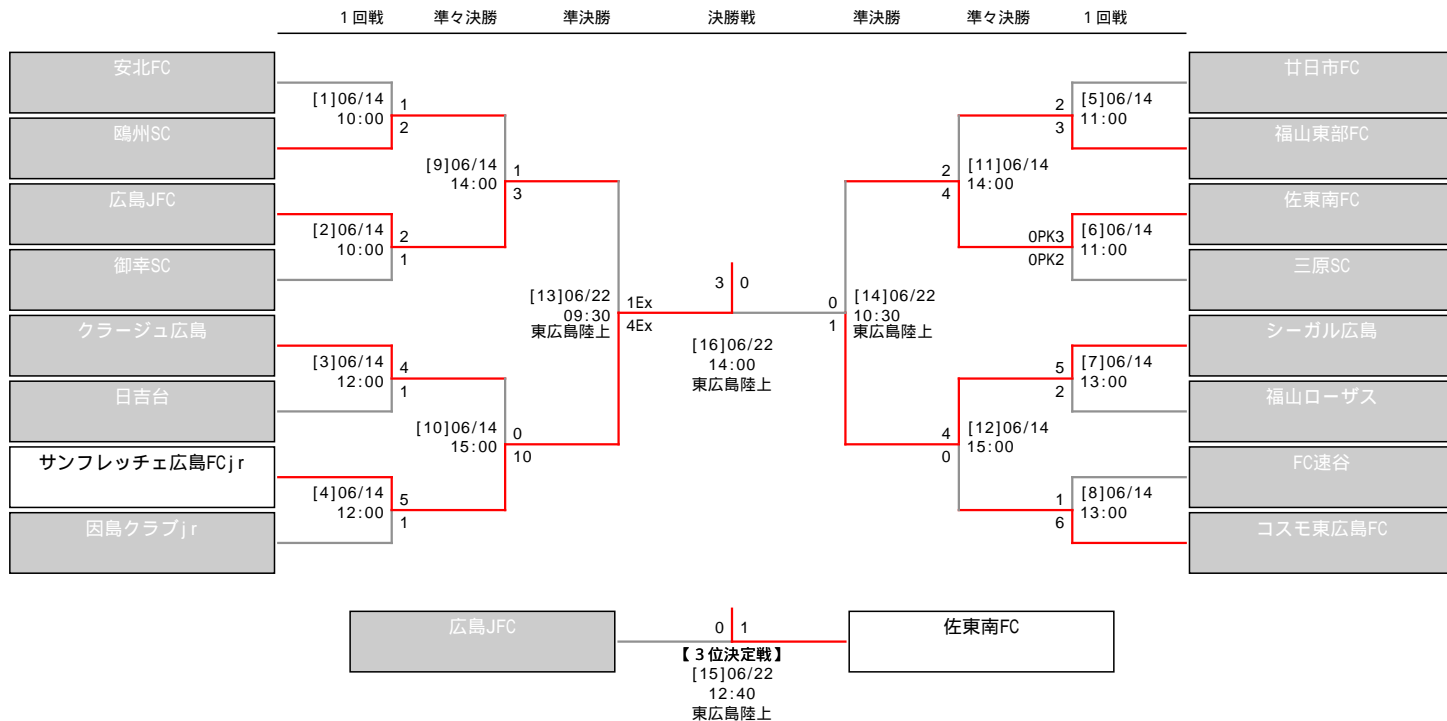 1回戦 準々決勝 準決勝 決勝戦 準決勝 準々決勝 1回戦
安北FC
鴎州SC
広島JFC
御幸SC
クラージュ広島
日吉台
サンフレッチェ広島FCjr
因島クラブjr
[1]06/14
10:00
1
2
[2]06/14
10:00
2
1
[3]06/14
12:00
4
1
[4]06/14
12:00
5
1
[9]06/14
14:00
1
3
[10]06/14
15:00
0
10
[13]06/22
09:30
東広島陸上
1Ex
4Ex
3 0
[16]06/22
14:00
東広島陸上
0
1
[14]06/22
10:30
東広島陸上
2
4
[11]06/14
14:00
4
0
[12]06/14
15:00
2
3
[5]06/14
11:00
0PK3
0PK2
[6]06/14
11:00
5
2
[7]06/14
13:00
1
6
[8]06/14
13:00
廿日市FC
福山東部FC
佐東南FC
三原SC
シーガル広島
福山ローザス
FC速谷
コスモ東広島FC
広島JFC
0 1
佐東南FC
【3位決定戦】
[15]06/22
12:40
東広島陸上